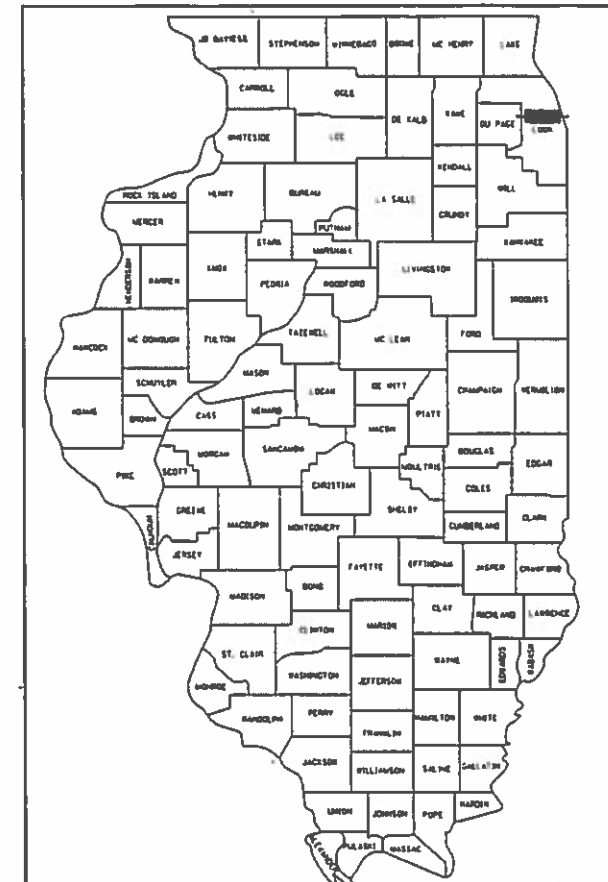 JO DAVIESS STEPHENSON WINNEBAGO BOONE MC HENRY LAKE
CARROLL OGLE DE KALB KANE DU PAGE COOK
WHITESIDE LEE KENDALL WILL
ROCK ISLAND HENRY BUREAU LA SALLE GRUNDY
MERCER PUTNAM KANKAKEE
STARK MARSHALL
HENDERSON WARREN KNOX PEORIA WOODFORD LIVINGSTON IROQUOIS
HANCOCK MC DONOUGH FULTON TAZEWELL MC LEAN FORD
SCHUYLER MASON LOGAN DE WITT CHAMPAIGN VERMILION
ADAMS BROWN CASS MENARD PIATT
MACON
PIKE SCOTT MORGAN SANGAMON MOULTRIE DOUGLAS EDGAR
CHRISTIAN COLES
CALHOUN GREENE MACOUPIN MONTGOMERY SHELBY CUMBERLAND CLARK
JERSEY FAYETTE EFFINGHAM JASPER CRAWFORD
MADISON BOND CLAY RICHLAND LAWRENCE
CLINTON MARION
ST. CLAIR WAYNE EDWARDS WABASH
MONROE WASHINGTON JEFFERSON
RANDOLPH PERRY HAMILTON WHITE
FRANKLIN
JACKSON WILLIAMSON SALINE GALLATIN
UNION JOHNSON POPE HARDIN
ALEXANDER PULASKI MASSAC